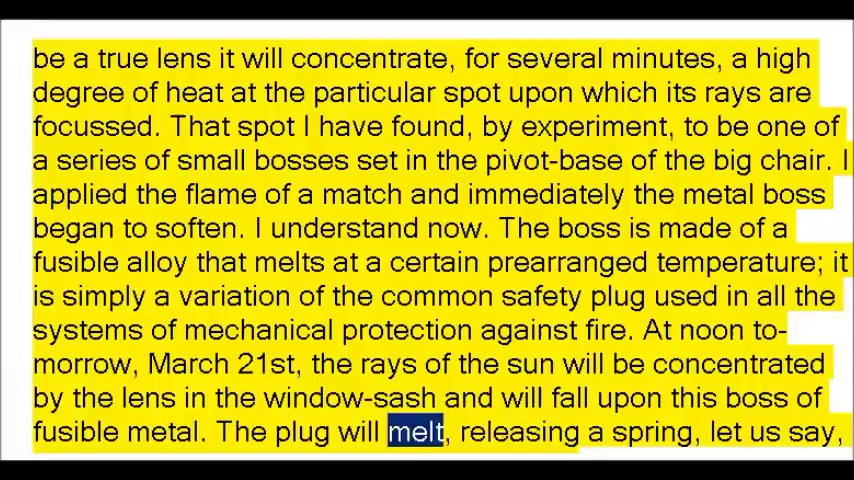 be a true lens it will concentrate, for several minutes, a high
degree of heat at the particular spot upon which its rays are
focussed. That spot I have found, by experiment, to be one of
a series of small bosses set in the pivot-base of the big chair. I
applied the flame of a match and immediately the metal boss
began to soften. I understand now. The boss is made of a
fusible alloy that melts at a certain prearranged temperature; it
is simply a variation of the common safety plug used in all the
systems of mechanical protection against fire. At noon to-
morrow, March 21st, the rays of the sun will be concentrated
by the lens in the window-sash and will fall upon this boss of
fusible metal. The plug will melt, releasing a spring, let us say,